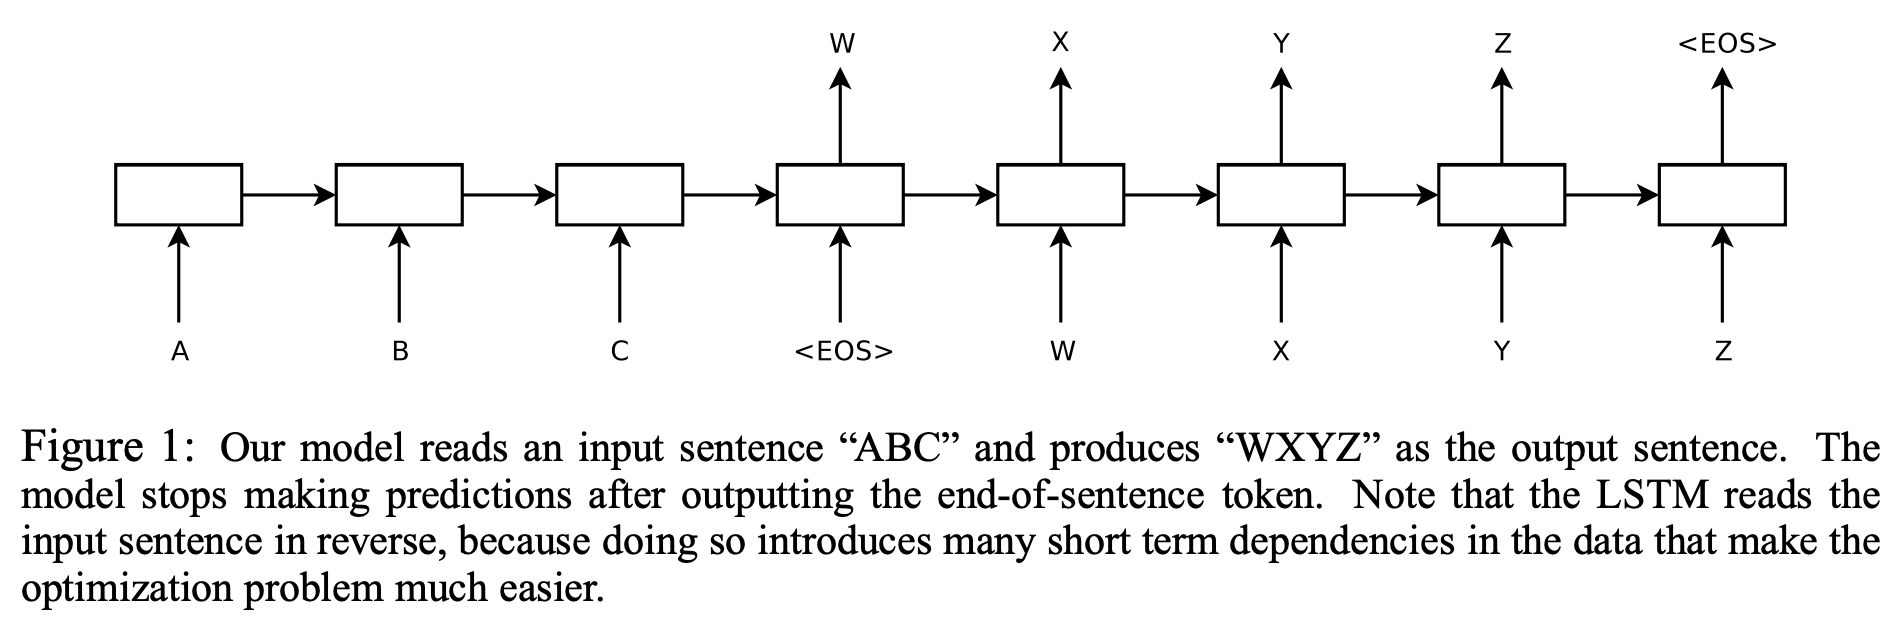 W X Y Z <EOS>
A B C <EOS> W X Y Z
Figure 1: Our model reads an input sentence “ABC” and produces “WXYZ” as the output sentence. The
model stops making predictions after outputting the end-of-sentence token. Note that the LSTM reads the
input sentence in reverse, because doing so introduces many short term dependencies in the data that make the
optimization problem much easier.